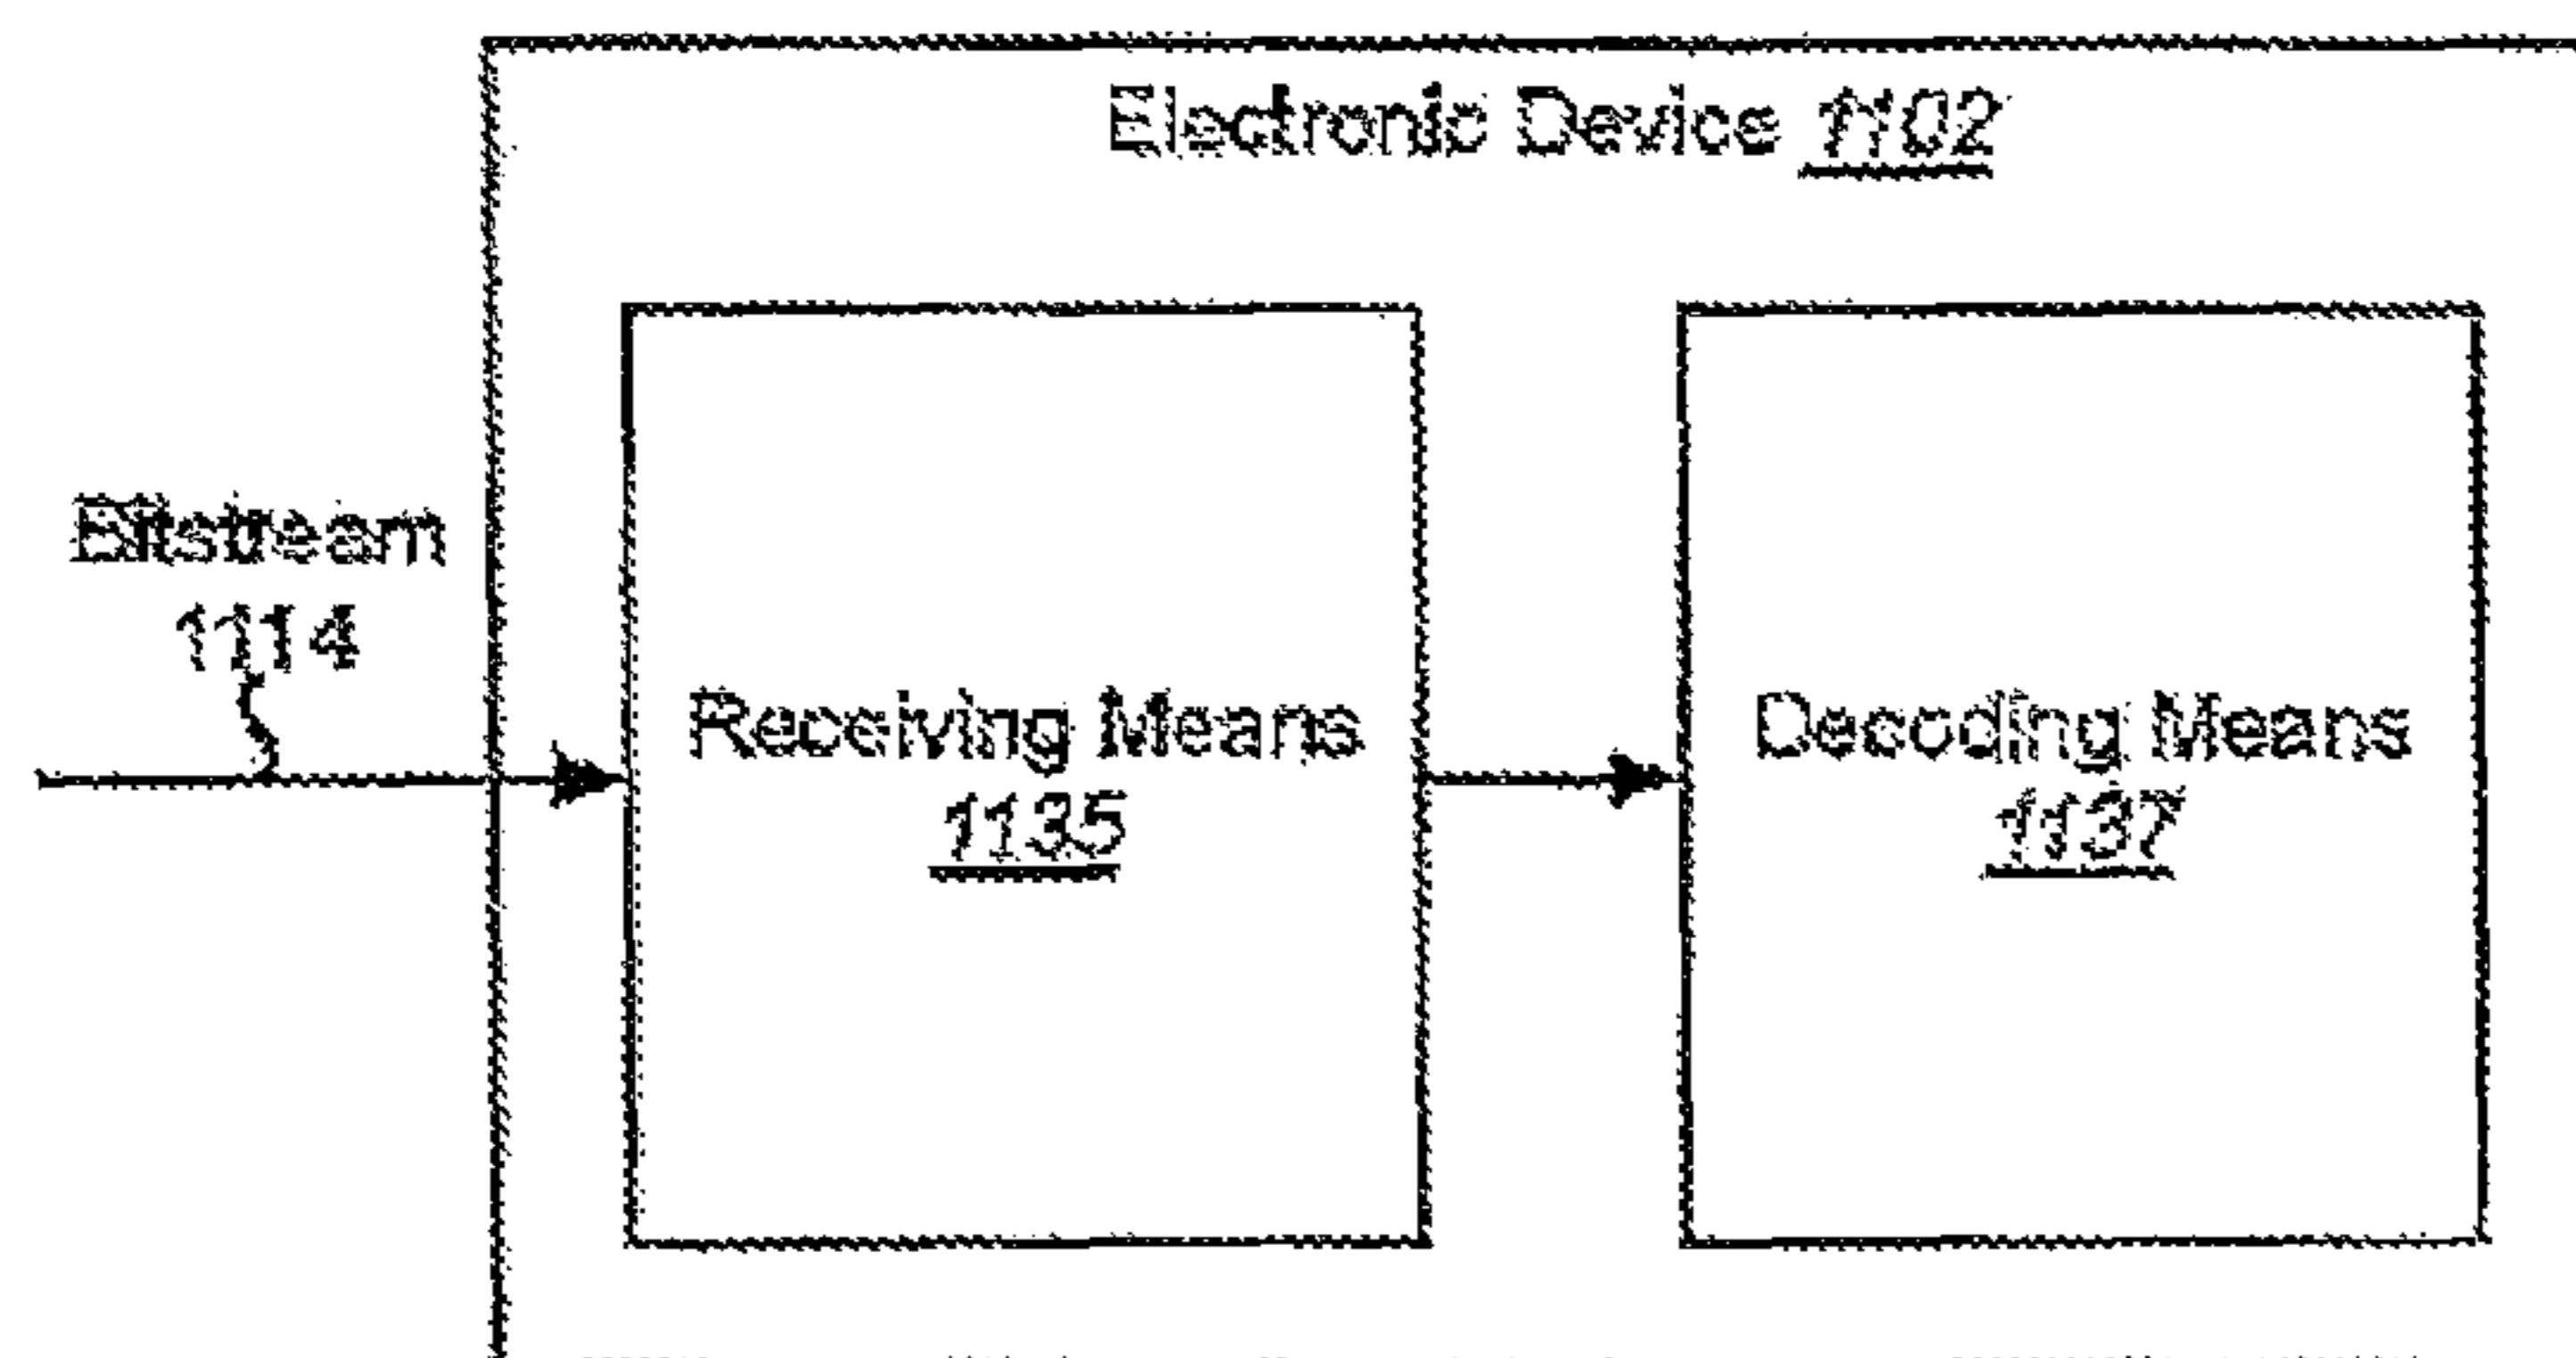 Electronic Device 1102
Bitstream
1114
Receiving Means
1135
Decoding Means
1137